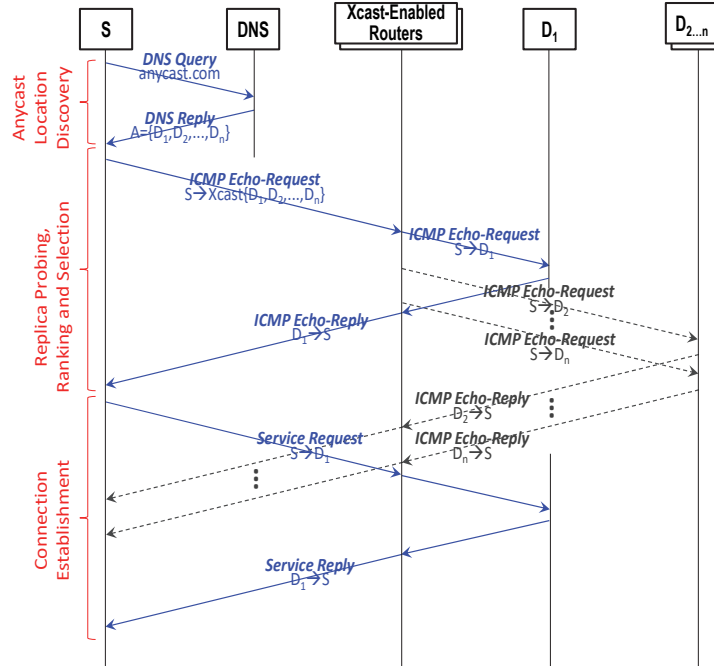 S
DNS
Xcast-Enabled
Routers
D1
D2...n
Anycast
Location
Discovery
DNS Query
anycast.com
DNS Reply
A={D1,D2,...,Dn}
Replica Probing,
Ranking and Selection
ICMP Echo-Request
S→Xcast{D1,D2,...,Dn}
ICMP Echo-Request
S→D1
ICMP Echo-Request
S→D2
ICMP Echo-Reply
D1→S
ICMP Echo-Request
S→Dn
Connection
Establishment
ICMP Echo-Reply
D2→S
Service Request
S→D1
ICMP Echo-Reply
Dn→S
Service Reply
D1→S